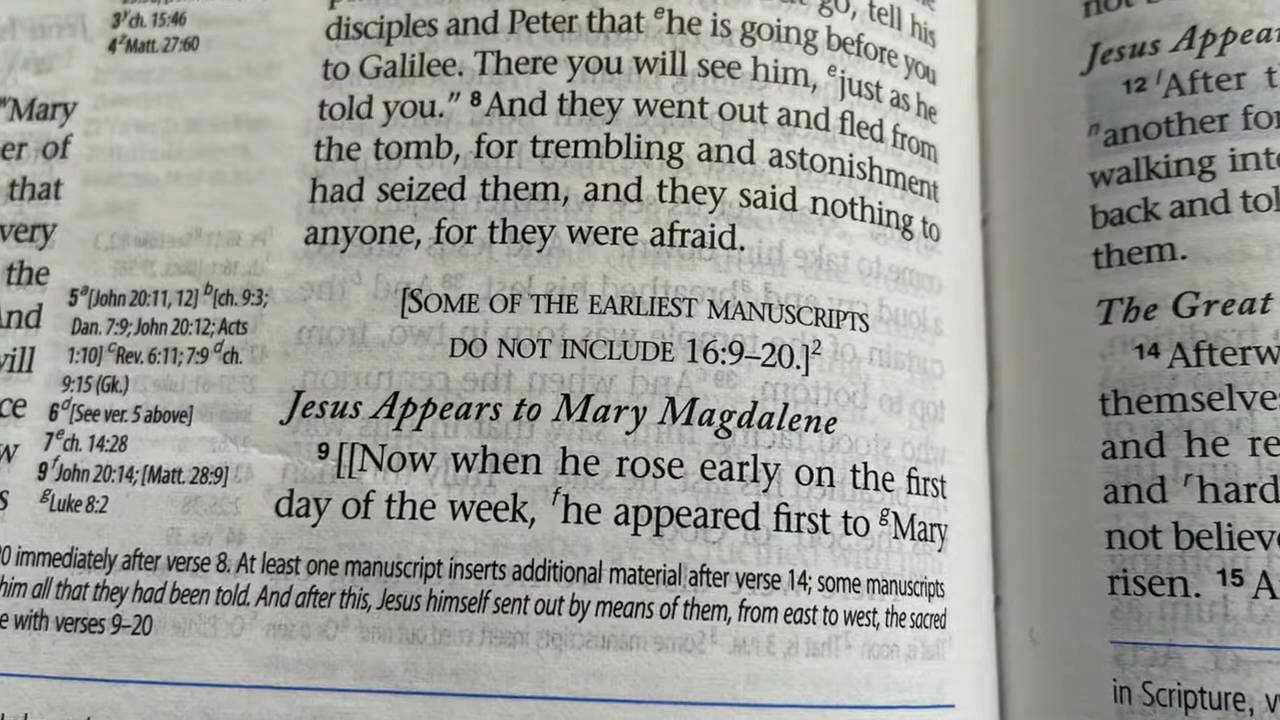 3 f ch. 15:46
4 z Matt. 27:60
"Mary
er of
that
very
the
And
will
ce
w
s
5 a [John 20:11, 12] b [ch. 9:3;
Dan. 7:9; John 20:12; Acts
1:10] c Rev. 6:11; 7:9 d ch.
9:15 (Gk.)
6 d [See ver. 5 above]
7 e ch. 14:28
9 f John 20:14; [Matt. 28:9]
g Luke 8:2
go, tell his
disciples and Peter that e he is going before you
to Galilee. There you will see him, e just as he
told you." 8 And they went out and fled from
the tomb, for trembling and astonishment
had seized them, and they said nothing to
anyone, for they were afraid.
[SOME OF THE EARLIEST MANUSCRIPTS
DO NOT INCLUDE 16:9–20.]2
Jesus Appears to Mary Magdalene
9 [[Now when he rose early on the first
day of the week, f he appeared first to g Mary
0 immediately after verse 8. At least one manuscript inserts additional material after verse 14; some manuscripts
him all that they had been told. And after this, Jesus himself sent out by means of them, from east to west, the sacred
e with verses 9–20
Jesus Appear
12 l After t
n another for
walking into
back and tol
them.
The Great
14 Afterw
themselve
and he re
and r hard
not believe
risen. 15 A
in Scripture, v